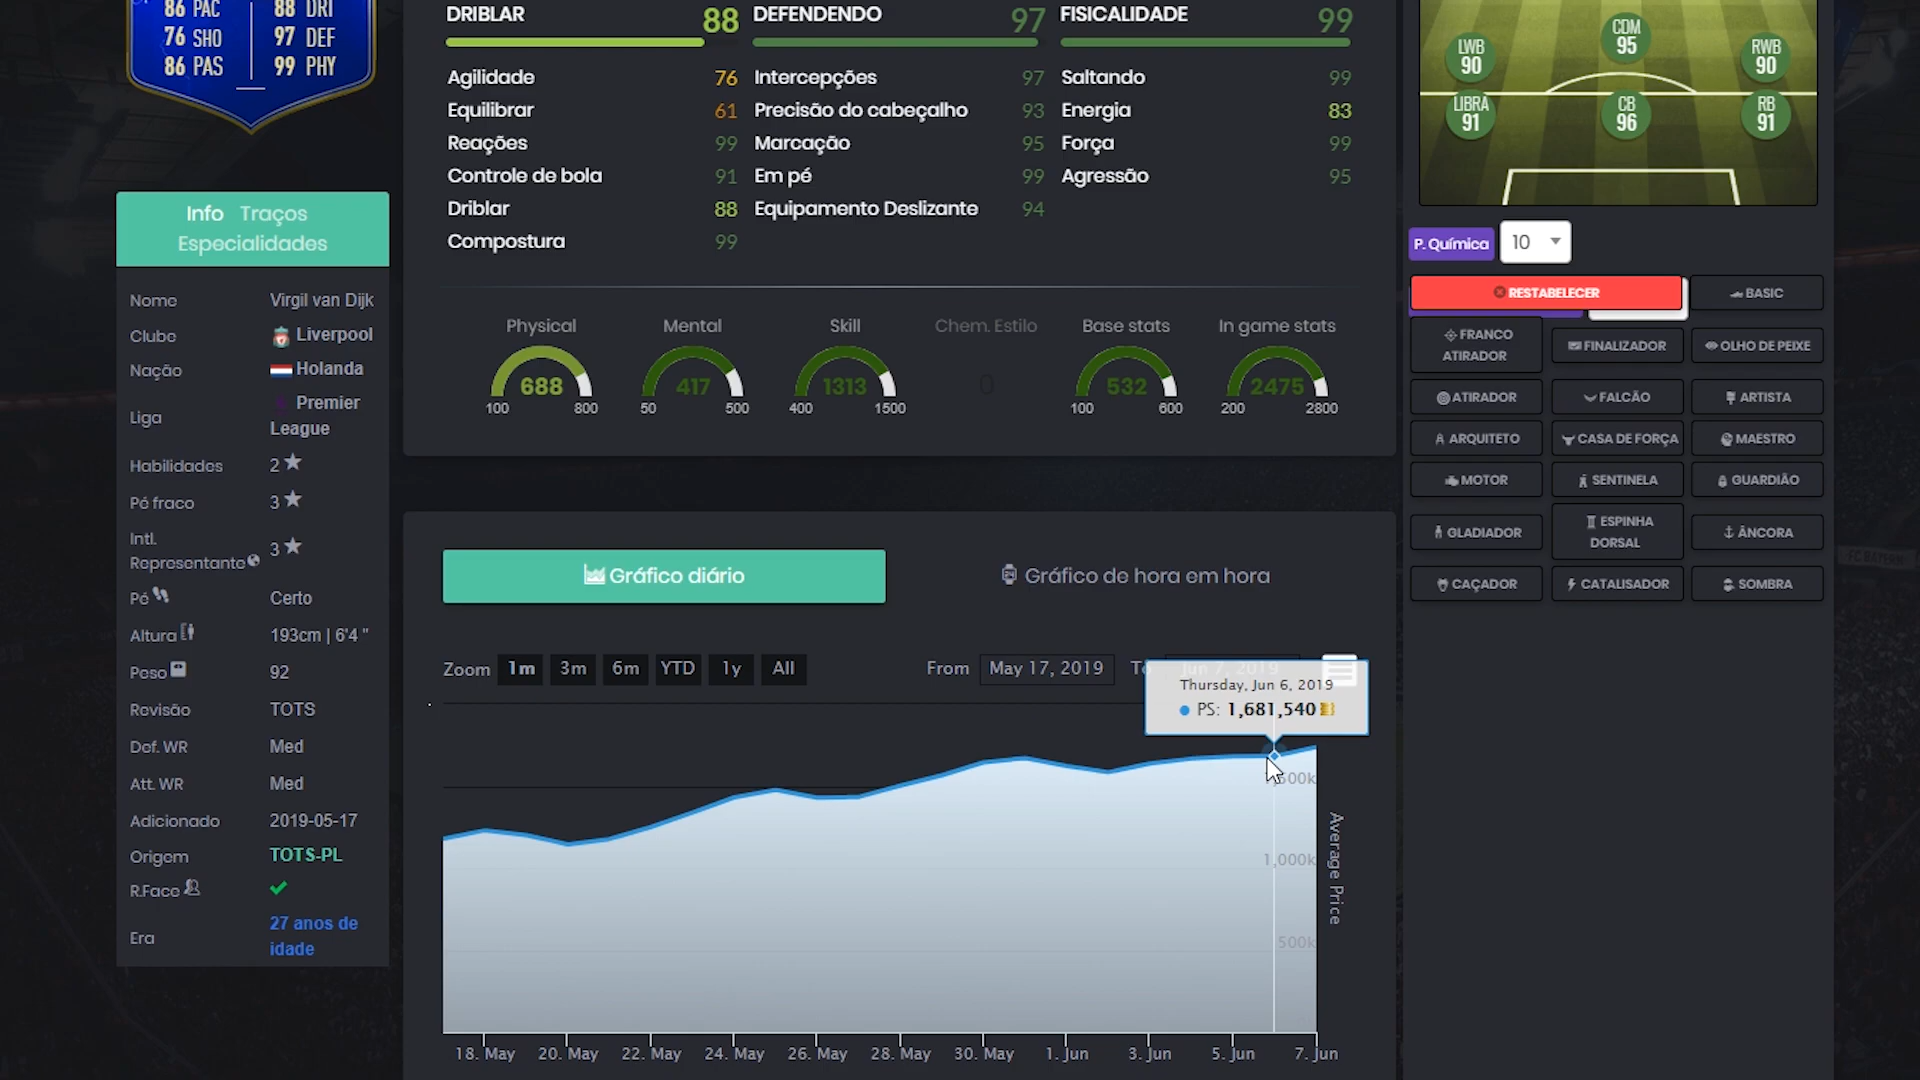 86 PAC 88 DRI
76 SHO 97 DEF
86 PAS 99 PHY
DRIBLAR 88
Agilidade 76
Equilibrar 61
Reações 99
Controle de bola 91
Driblar 88
Compostura 99
DEFENDENDO 97
Intercepções 97
Precisão do cabeçalho 93
Marcação 95
Em pé 99
Equipamento Deslizante 94
FISICALIDADE 99
Saltando 99
Energia 83
Força 99
Agressão 95
CDM
95
LWB
90
RWB
90
LIBRA
91
CB
96
RB
91
P. Química 10
RESTABELECER
BASIC
FRANCO
ATIRADOR
FINALIZADOR
OLHO DE PEIXE
ATIRADOR
FALCÃO
ARTISTA
ARQUITETO
CASA DE FORÇA
MAESTRO
MOTOR
SENTINELA
GUARDIÃO
GLADIADOR
ESPINHA
DORSAL
ÂNCORA
CAÇADOR
CATALISADOR
SOMBRA
Info Traços
Especialidades
Nome Virgil van Dijk
Clube Liverpool
Nação Holanda
Liga Premier
League
Habilidades 2
Pé fraco 3
Intl.
Representante 3
Pé Certo
Altura 193cm | 6'4 "
Peso 92
Revisão TOTS
Def. WR Med
Att. WR Med
Adicionado 2019-05-17
Origem TOTS-PL
R.Face
Era 27 anos de
idade
Physical
688
100 800
Mental
417
50 500
Skill
1313
400 1500
Chem. Estilo
0
Base stats
532
100 600
In game stats
2475
200 2800
Gráfico diário
Gráfico de hora em hora
Zoom 1m 3m 6m YTD 1y All
From May 17, 2019 To Jun 7, 2019
Thursday, Jun 6, 2019
PS: 1,681,540
1,000k
500k
Average Price
18. May 20. May 22. May 24. May 26. May 28. May 30. May 1. Jun 3. Jun 5. Jun 7. Jun